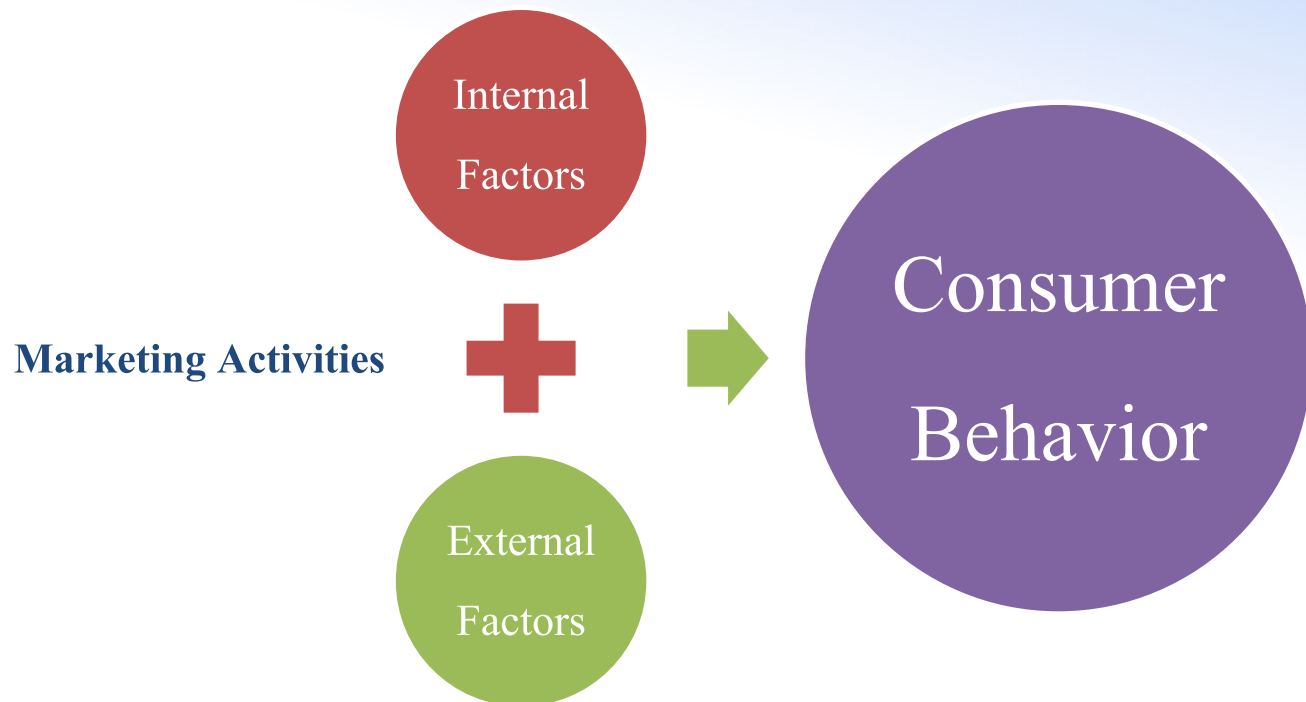 Internal
Factors
Marketing Activities
External
Factors
Consumer
Behavior